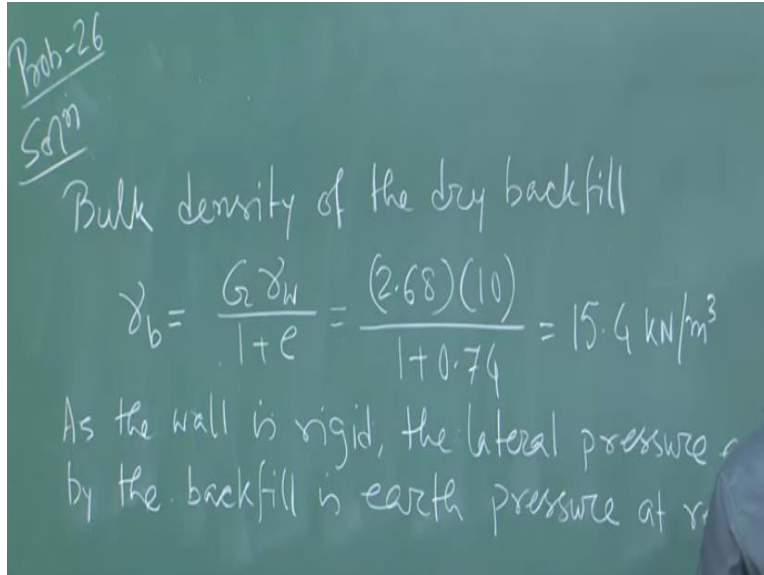 Prob-26
Solⁿ
Bulk density of the dry backfill
γb = Gγw / 1+e = (2.68)(10) / 1+0.74 = 15.4 kN/m³
As the wall is rigid, the lateral pressure
by the backfill is earth pressure at